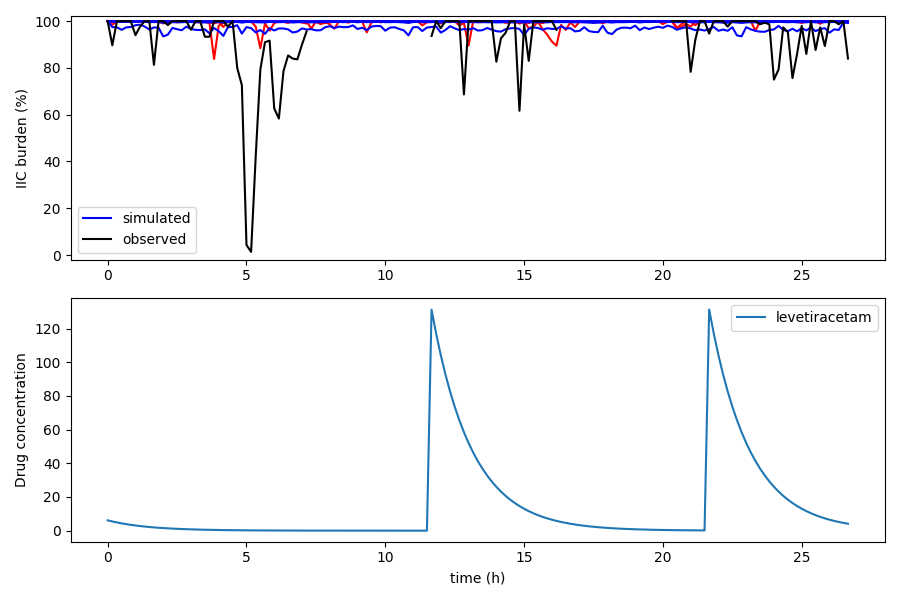 IIC burden (%)
100
80
60
40
20
0
simulated
observed
0 5 10 15 20 25
Drug concentration
120
100
80
60
40
20
0
levetiracetam
0 5 10 15 20 25
time (h)